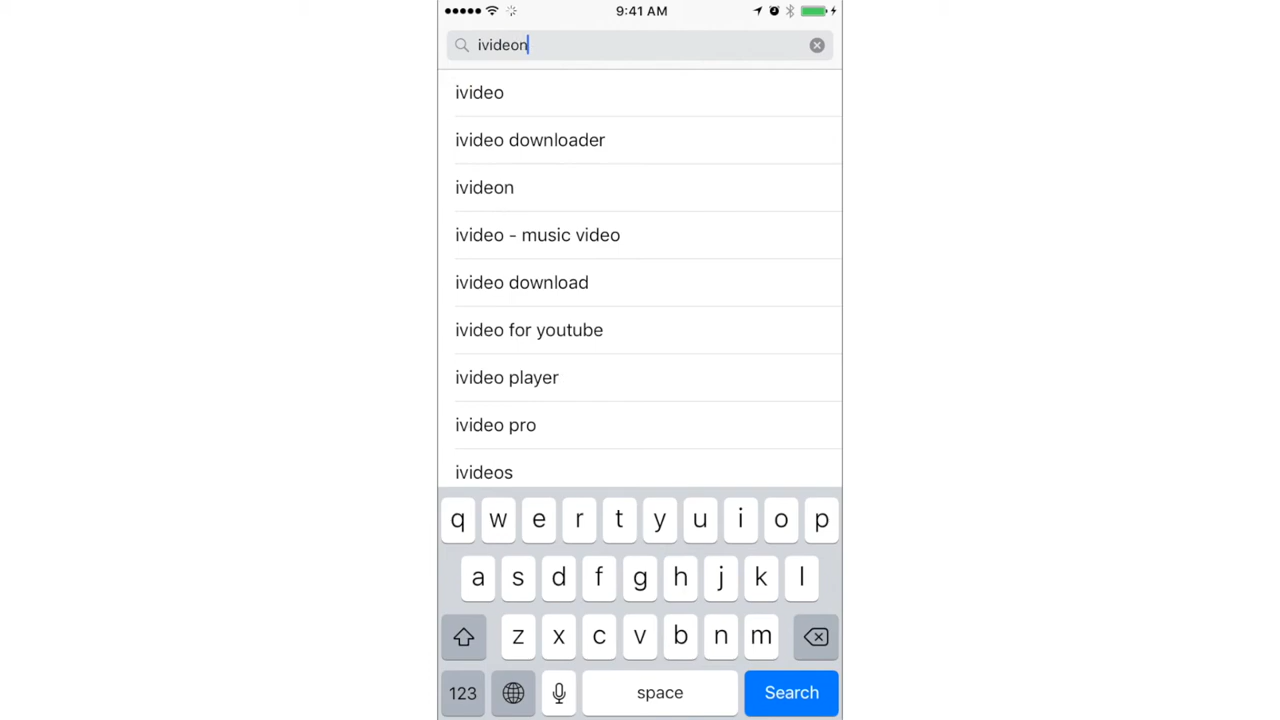 9:41 AM
ivideon
ivideo
ivideo downloader
ivideon
ivideo - music video
ivideo download
ivideo for youtube
ivideo player
ivideo pro
ivideos
q w e r t y u i o p
a s d f g h j k l
z x c v b n m
123 space Search